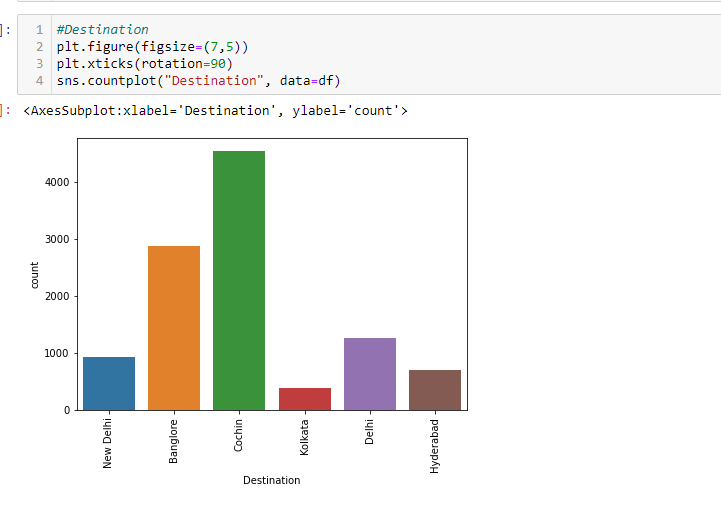 ]:
1 #Destination
2 plt.figure(figsize=(7,5))
3 plt.xticks(rotation=90)
4 sns.countplot("Destination", data=df)
]: <AxesSubplot:xlabel='Destination', ylabel='count'>
4000
3000
2000
1000
0
count
New Delhi
Banglore
Cochin
Kolkata
Delhi
Hyderabad
Destination